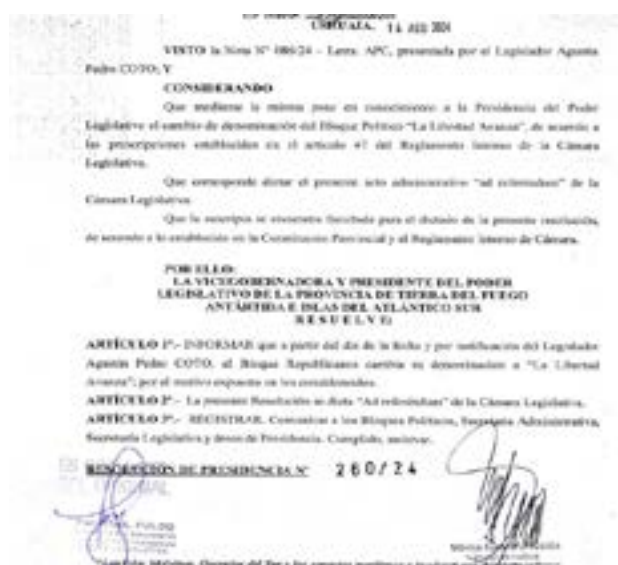 USHUAIA, 14 AGO 2024
VISTO la Nota Nº 086/24 – Letra: APC, presentada por el Legislador Agustín
Pedro COTO; Y
CONSIDERANDO
Que mediante la misma pone en conocimiento a la Presidencia del Poder
Legislativo el cambio de denominación del Bloque Político "La Libertad Avanza", de acuerdo a
las prescripciones establecidas en el artículo 47 del Reglamento Interno de la Cámara
Legislativa.
Que corresponde dictar el presente acto administrativo "ad referéndum" de la
Cámara Legislativa.
Que la suscripta se encuentra facultada para el dictado de la presente resolución,
de acuerdo a lo establecido en la Constitución Provincial y el Reglamento Interno de Cámara.
POR ELLO:
LA VICEGOBERNADORA Y PRESIDENTE DEL PODER
LEGISLATIVO DE LA PROVINCIA DE TIERRA DEL FUEGO
ANTÁRTIDA E ISLAS DEL ATLÁNTICO SUR
R E S U E L V E:
ARTÍCULO 1º.- INFORMAR que a partir del día de la fecha y por notificación del Legislador
Agustín Pedro COTO, el Bloque Republicanos cambia su denominación a "La Libertad
Avanza"; por el motivo expuesto en los considerandos.
ARTÍCULO 2º.- La presente Resolución se dicta "Ad referéndum" de la Cámara Legislativa.
ARTÍCULO 3º.- REGISTRAR. Comunicar a los Bloques Políticos, Secretaría Administrativa,
Secretaría Legislativa y áreas de Presidencia. Cumplido, archivar.
RESOLUCIÓN DE PRESIDENCIA Nº 260/24
DEL ORIGINAL